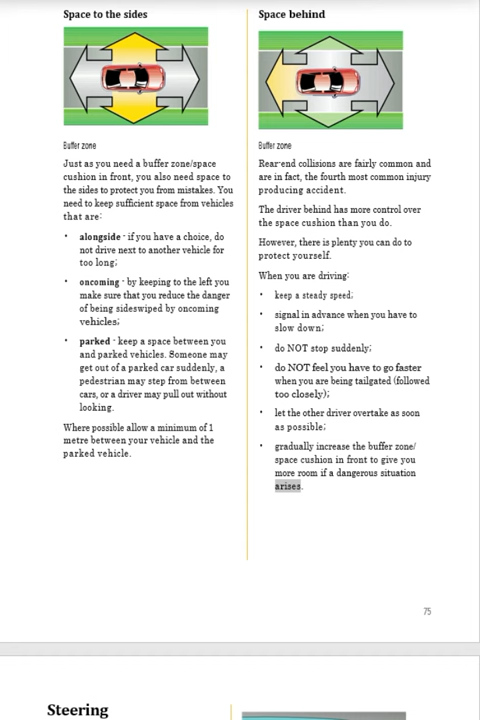 Space to the sides
Buffer zone
Just as you need a buffer zone/space
cushion in front, you also need space to
the sides to protect you from mistakes. You
need to keep sufficient space from vehicles
that are:
• alongside - if you have a choice, do
not drive next to another vehicle for
too long;
• oncoming - by keeping to the left you
make sure that you reduce the danger
of being sideswiped by oncoming
vehicles;
• parked - keep a space between you
and parked vehicles. Someone may
get out of a parked car suddenly, a
pedestrian may step from between
cars, or a driver may pull out without
looking.
Where possible allow a minimum of 1
metre between your vehicle and the
parked vehicle.
Space behind
Buffer zone
Rear-end collisions are fairly common and
are in fact, the fourth most common injury
producing accident.
The driver behind has more control over
the space cushion than you do.
However, there is plenty you can do to
protect yourself.
When you are driving:
• keep a steady speed;
• signal in advance when you have to
slow down;
• do NOT stop suddenly;
• do NOT feel you have to go faster
when you are being tailgated (followed
too closely);
• let the other driver overtake as soon
as possible;
• gradually increase the buffer zone/
space cushion in front to give you
more room if a dangerous situation
arises.
75
Steering